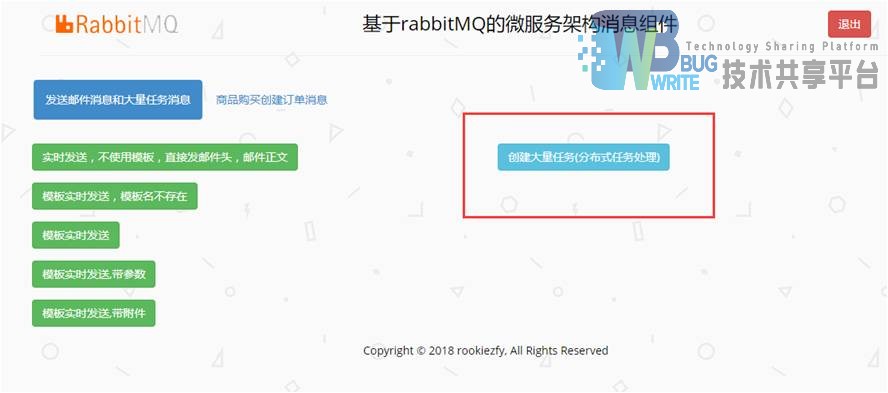 RabbitMQ
基于rabbitMQ的微服务架构消息组件
退出
Technology Sharing Platform
BUG
WRITE
技术共享平台
发送邮件消息和大量任务消息 商品购买创建订单消息
实时发送，不使用模板，直接发邮件头，邮件正文
创建大量任务(分布式任务处理)
模板实时发送，模板名不存在
模板实时发送
模板实时发送,带参数
模板实时发送,带附件
Copyright © 2018 rookiezfy, All Rights Reserved